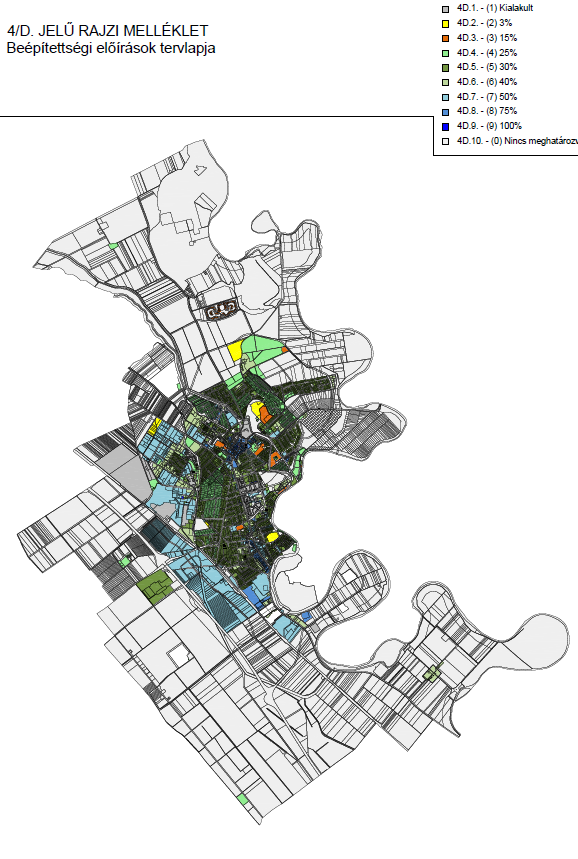 4/D. JELŰ RAJZI MELLÉKLET
Beépítettségi előírások tervlapja
4D.1. - (1) Kialakult
4D.2. - (2) 3%
4D.3. - (3) 15%
4D.4. - (4) 25%
4D.5. - (5) 30%
4D.6. - (6) 40%
4D.7. - (7) 50%
4D.8. - (8) 75%
4D.9. - (9) 100%
4D.10. - (0) Nincs meghatározv